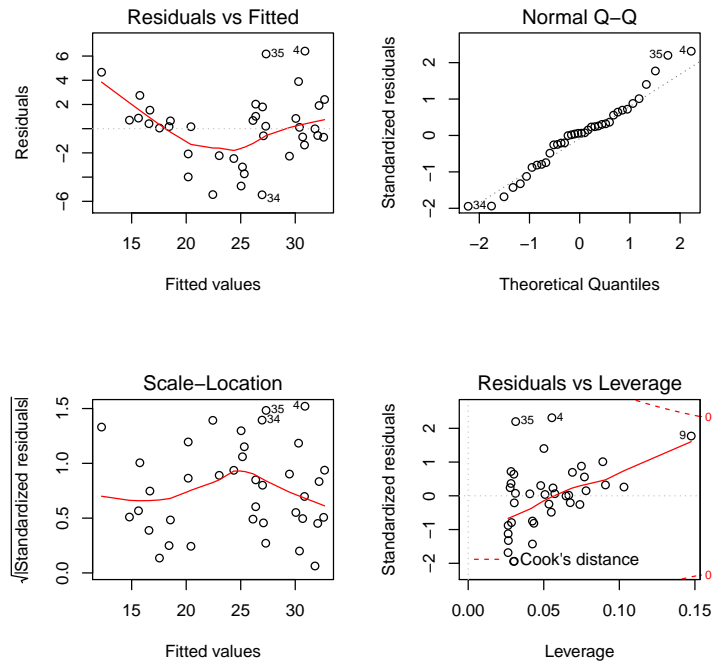 Residuals vs Fitted
Residuals
6
2
-2
-6
35
4
34
15 20 25 30
Fitted values
Normal Q-Q
Standardized residuals
2
1
0
-1
-2
35
4
34
-2 -1 0 1 2
Theoretical Quantiles
Scale-Location
√|Standardized residuals|
1.5
1.0
0.5
0.0
35
4
34
15 20 25 30
Fitted values
Residuals vs Leverage
Standardized residuals
2
1
0
-1
-2
35
4
9
0
0
Cook's distance
0.00 0.05 0.10 0.15
Leverage